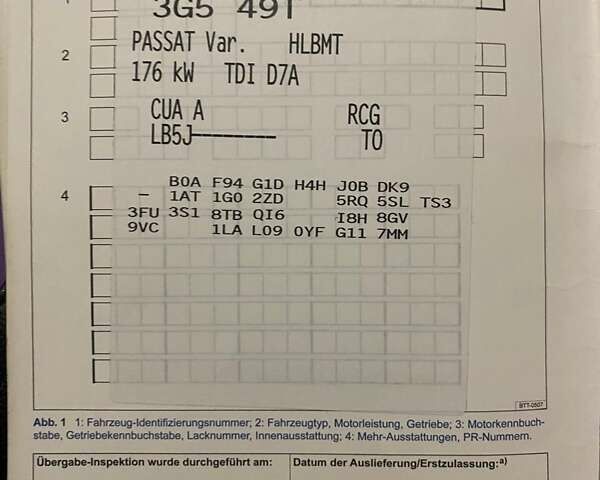 3G5 49T
2
PASSAT Var. HLBMT
176 kW TDI D7A
3
CUA A RCG
LB5J———————— TO
4
B0A F94 G1D H4H J0B DK9
- 1AT 1G0 2ZD 5RQ 5SL TS3
3FU 3S1 8TB QI6 I8H 8GV
9VC 1LA L09 0YF G11 7MM
BTT-0507
Abb. 1 1: Fahrzeug-Identifizierungsnummer; 2: Fahrzeugtyp, Motorleistung, Getriebe; 3: Motorkennbuch-
stabe, Getriebekennbuchstabe, Lacknummer, Innenausstattung; 4: Mehr-Ausstattungen, PR-Nummern.
Übergabe-Inspektion wurde durchgeführt am: Datum der Auslieferung/Erstzulassung:a)